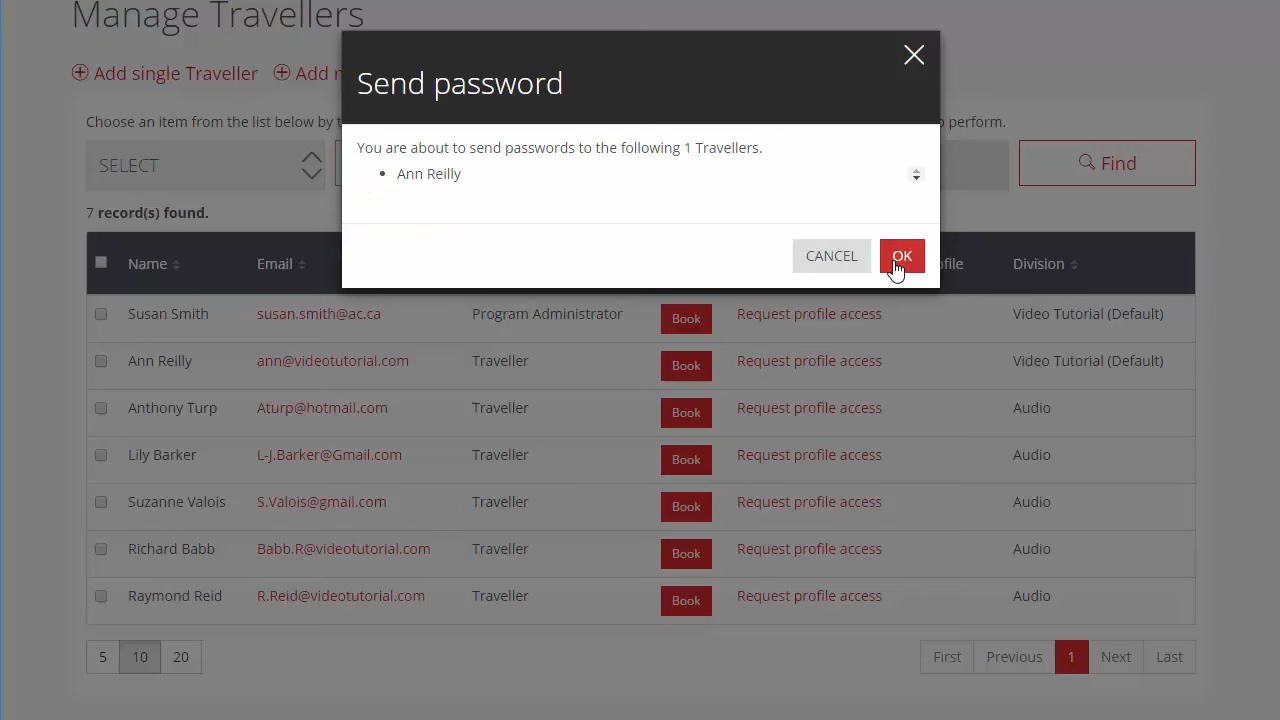 Manage Travellers
Add single Traveller Add
Send password
You are about to send passwords to the following 1 Travellers.
• Ann Reilly
CANCEL OK
Choose an item from the list below by perform.
SELECT Find
7 record(s) found.
Name Email Division
Susan Smith susan.smith@ac.ca Program Administrator Book Request profile access Video Tutorial (Default)
Ann Reilly ann@videotutorial.com Traveller Book Request profile access Video Tutorial (Default)
Anthony Turp Aturp@hotmail.com Traveller Book Request profile access Audio
Lily Barker L-J.Barker@Gmail.com Traveller Book Request profile access Audio
Suzanne Valois S.Valois@gmail.com Traveller Book Request profile access Audio
Richard Babb Babb.R@videotutorial.com Traveller Book Request profile access Audio
Raymond Reid R.Reid@videotutorial.com Traveller Book Request profile access Audio
5 10 20 First Previous 1 Next Last